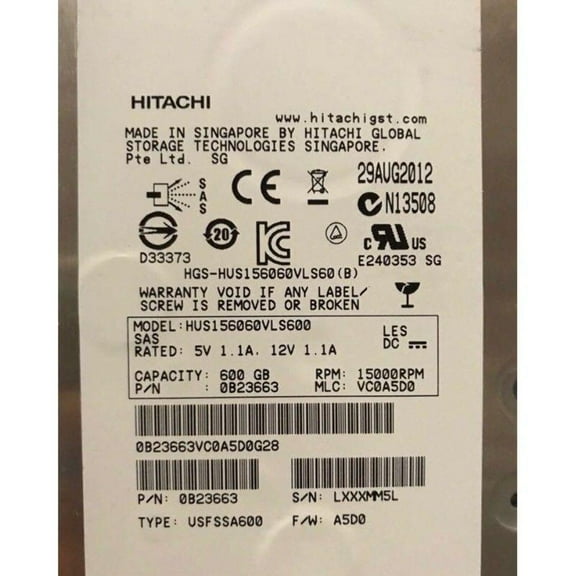 HITACHI
www.hitachigst.com
MADE IN SINGAPORE BY HITACHI GLOBAL
STORAGE TECHNOLOGIES SINGAPORE.
Pte Ltd. SG
29AUG2012
SAS
CE
N13508
20
D33373
KC
c RU US
E240353 SG
HGS-HUS156060VLS60(B)
WARRANTY VOID IF ANY LABEL/
SCREW IS REMOVED OR BROKEN
MODEL:HUS156060VLS600
SAS
LES
RATED: 5V 1.1A, 12V 1.1A
DC
CAPACITY: 600 GB RPM: 15000RPM
P/N : 0B23663 MLC: VC0A5D0
0B23663VC0A5D0G28
P/N: 0B23663 S/N: LXXXMM5L
TYPE: USFSSA600 F/W: A5D0